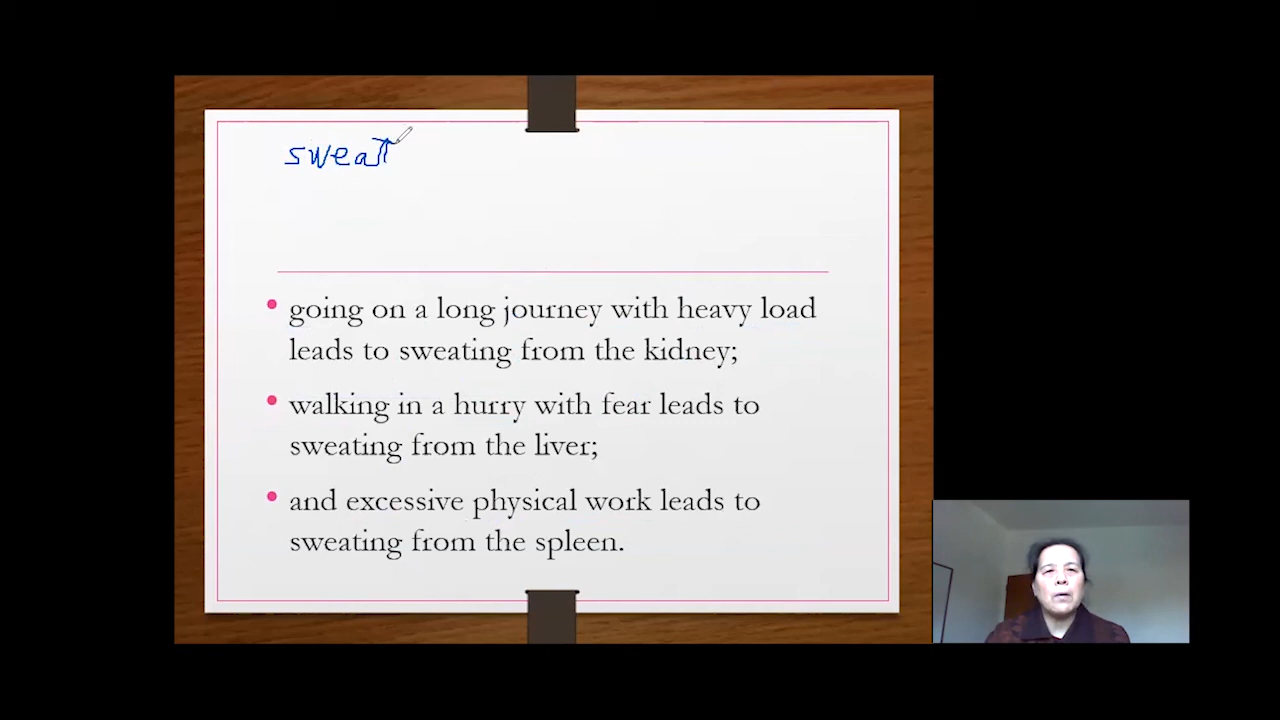 sweat
going on a long journey with heavy load
leads to sweating from the kidney;
walking in a hurry with fear leads to
sweating from the liver;
and excessive physical work leads to
sweating from the spleen.